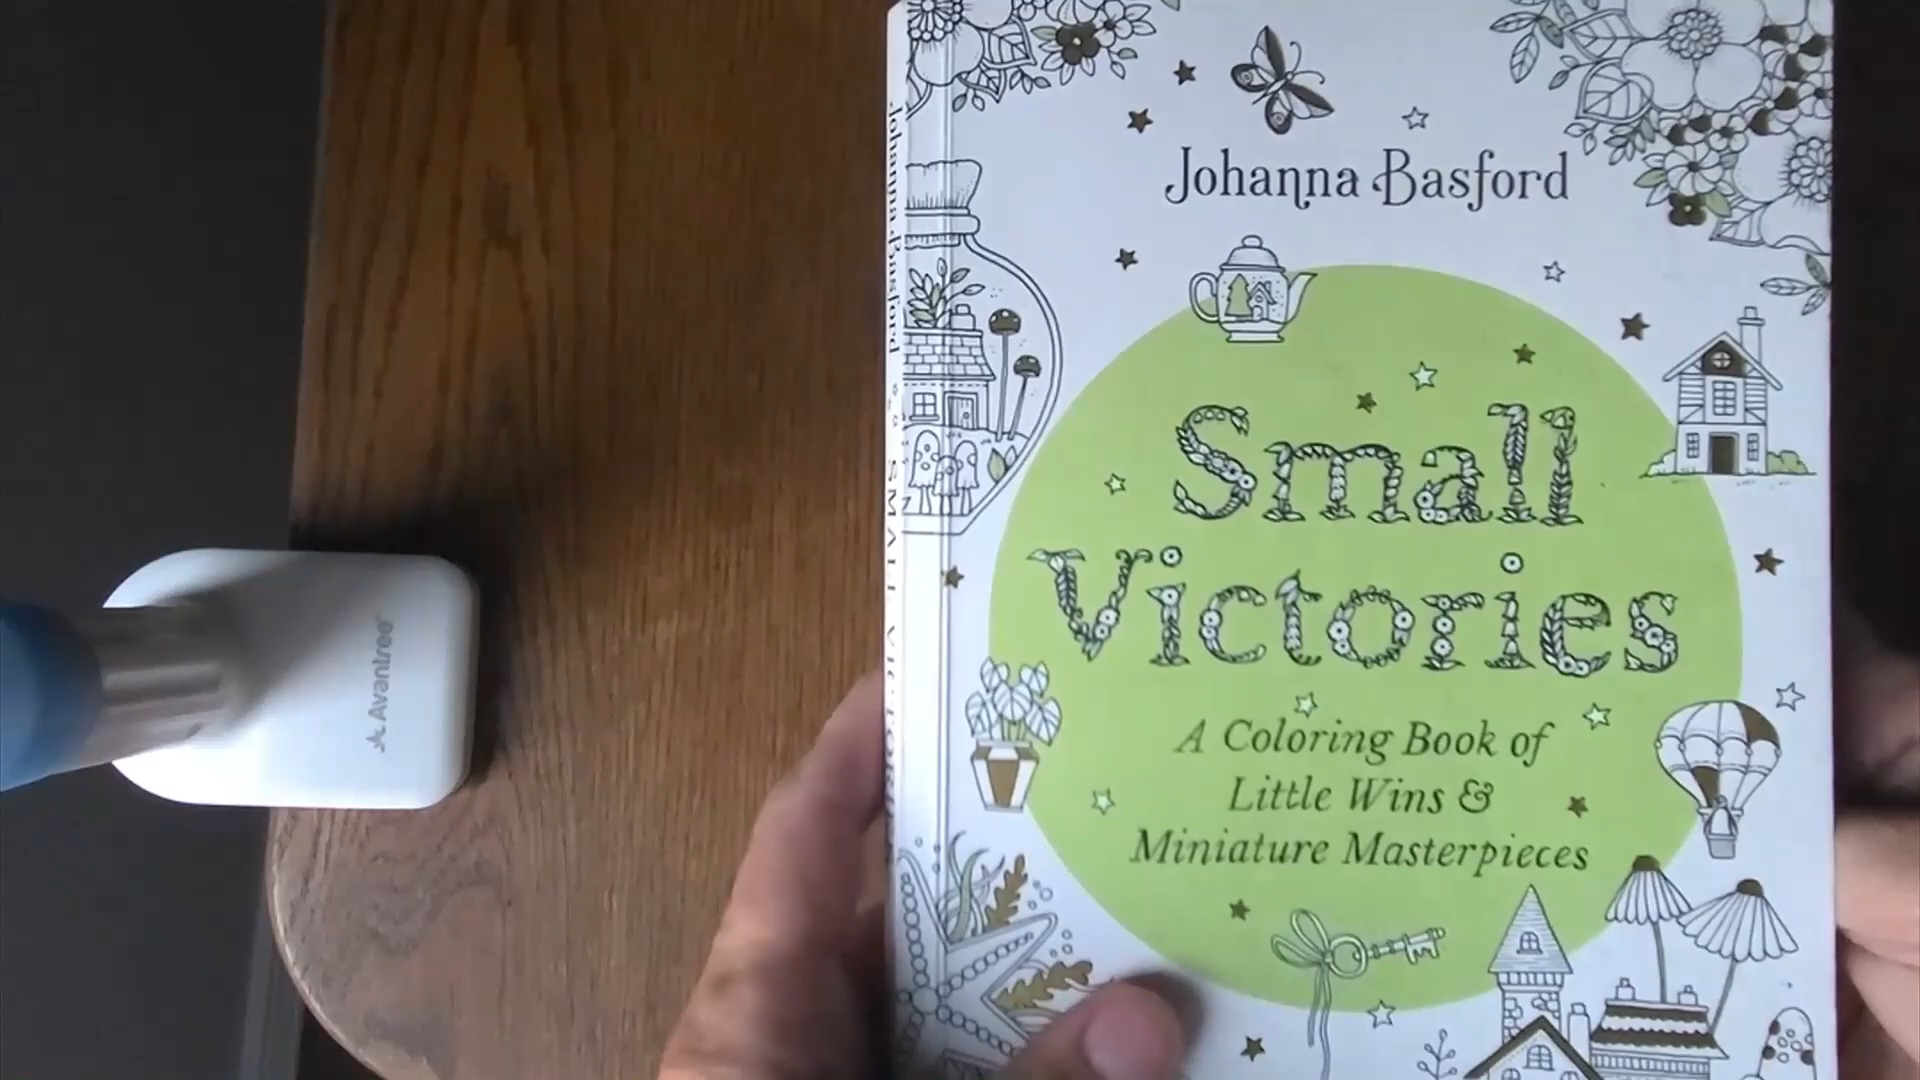 Johanna Basford
Small
Victories
A Coloring Book of
Little Wins &
Miniature Masterpieces
Johanna Basford
SMALL VICTORIES
Avantree